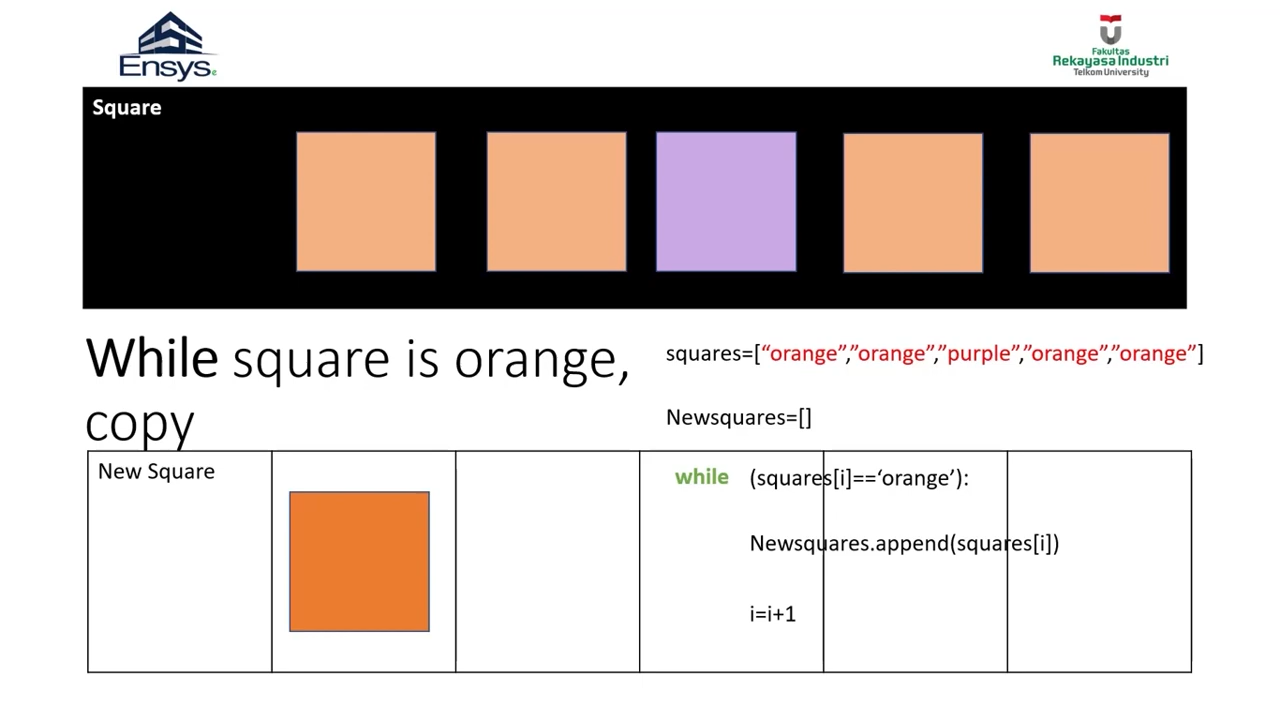 Ensys
e
Fakultas
Rekayasa Industri
Telkom University
Square
While square is orange,
copy
squares=[“orange”,”orange”,”purple”,”orange”,”orange”]
Newsquares=[]
New Square
while (squares[i]==‘orange’):
Newsquares.append(squares[i])
i=i+1